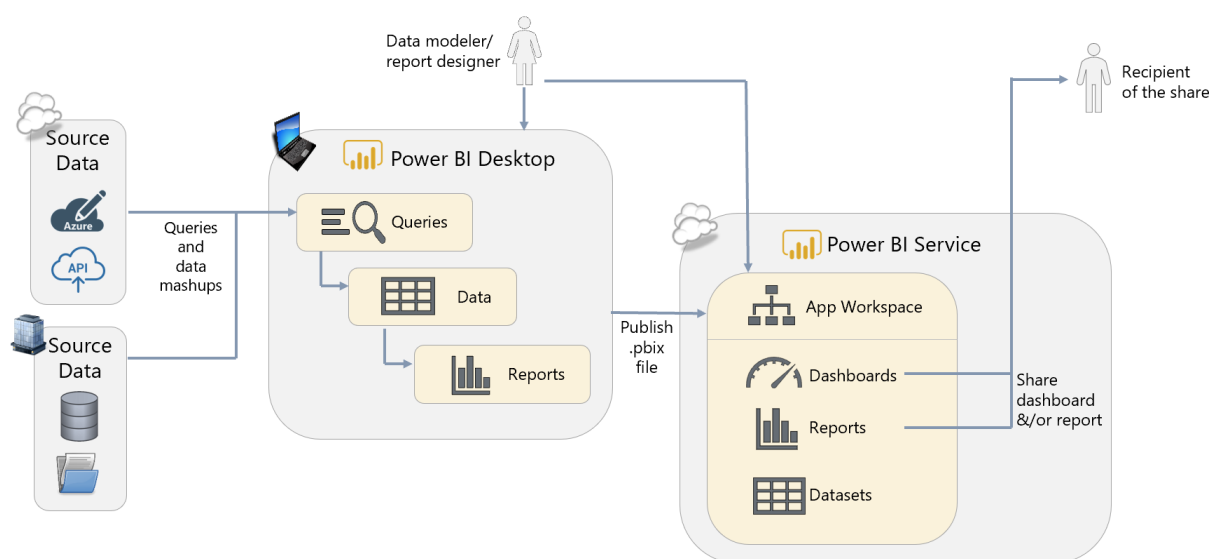 Data modeler/
report designer
Recipient
of the share
Source
Data
Azure
API
Queries
and
data
mashups
Source
Data
Power BI Desktop
Queries
Data
Reports
Publish
.pbix
file
Power BI Service
App Workspace
Dashboards
Reports
Datasets
Share
dashboard
&/or report